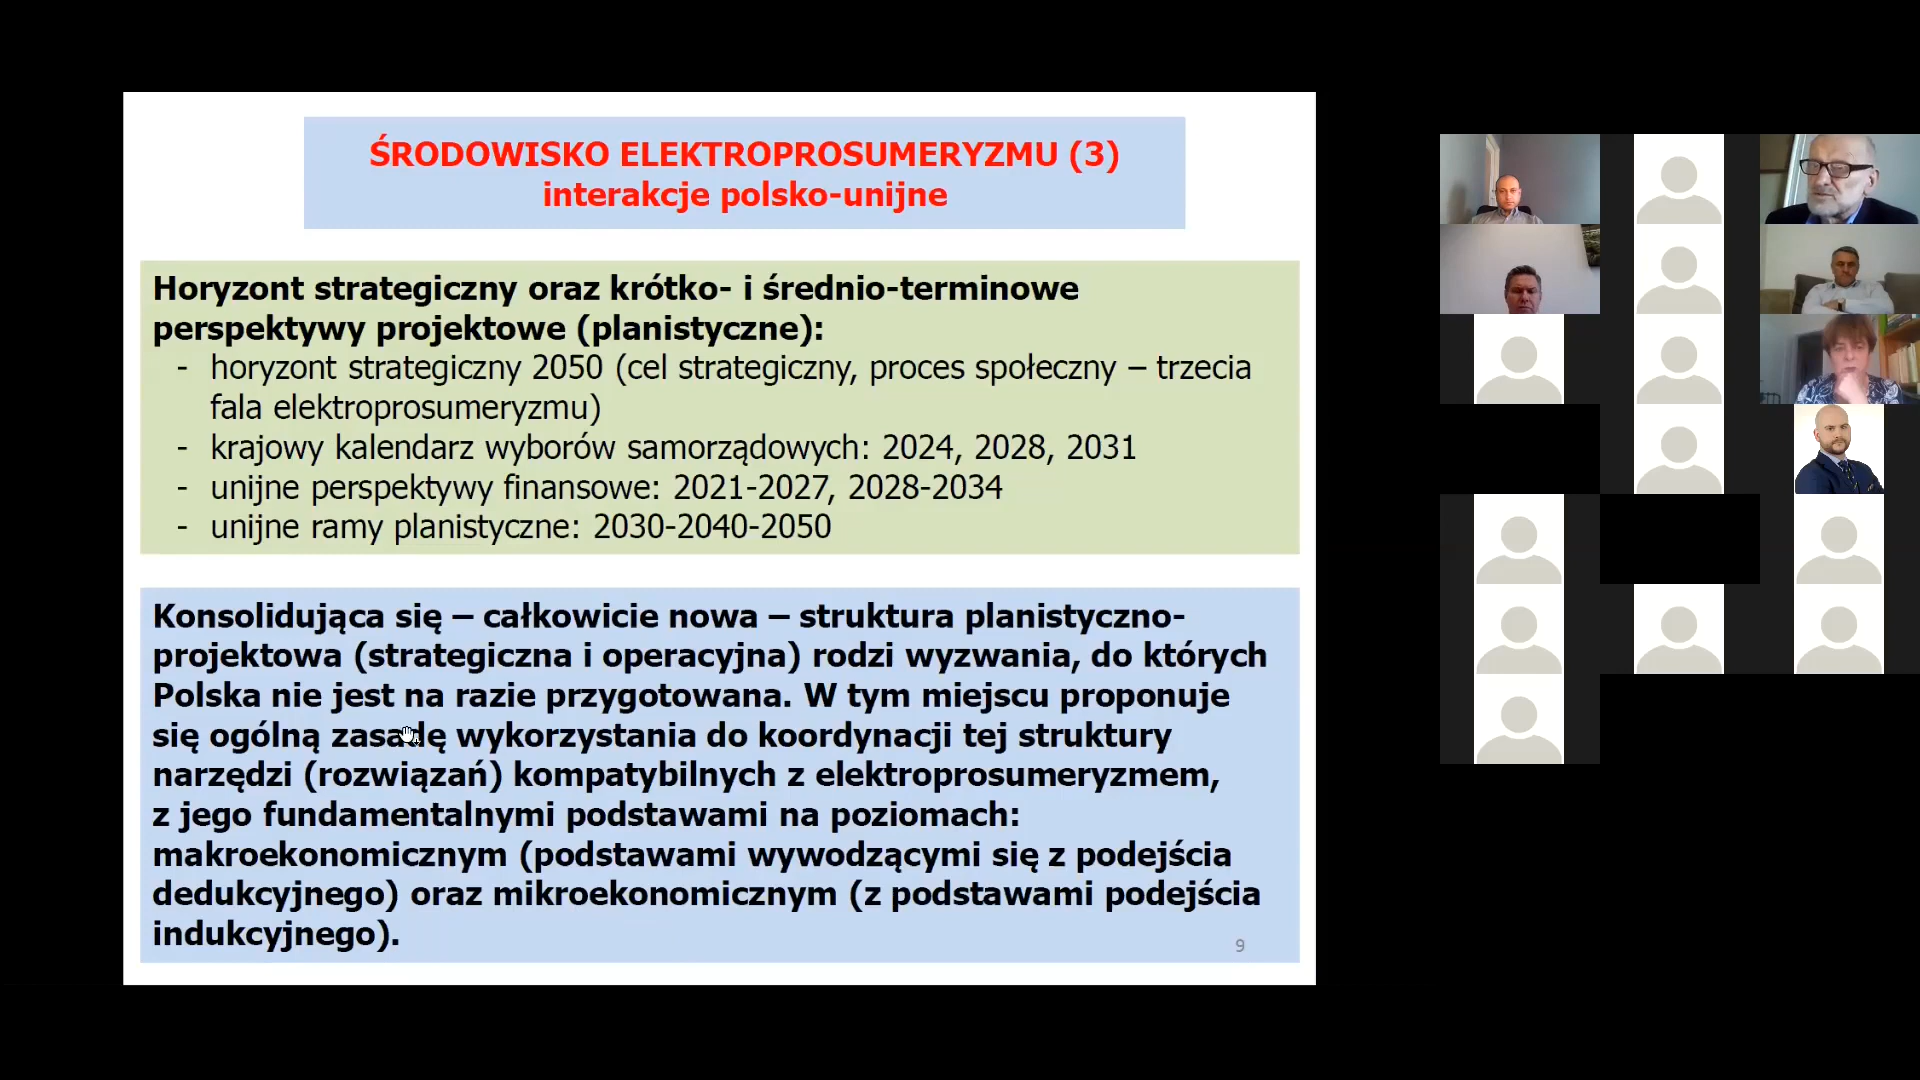 ŚRODOWISKO ELEKTROPROSUMERYZMU (3)
interakcje polsko-unijne
Horyzont strategiczny oraz krótko- i średnio-terminowe
perspektywy projektowe (planistyczne):
- horyzont strategiczny 2050 (cel strategiczny, proces społeczny – trzecia
fala elektroprosumeryzmu)
- krajowy kalendarz wyborów samorządowych: 2024, 2028, 2031
- unijne perspektywy finansowe: 2021-2027, 2028-2034
- unijne ramy planistyczne: 2030-2040-2050
Konsolidująca się – całkowicie nowa – struktura planistyczno-
projektowa (strategiczna i operacyjna) rodzi wyzwania, do których
Polska nie jest na razie przygotowana. W tym miejscu proponuje
się ogólną zasadę wykorzystania do koordynacji tej struktury
narzędzi (rozwiązań) kompatybilnych z elektroprosumeryzmem,
z jego fundamentalnymi podstawami na poziomach:
makroekonomicznym (podstawami wywodzącymi się z podejścia
dedukcyjnego) oraz mikroekonomicznym (z podstawami podejścia
indukcyjnego).
9